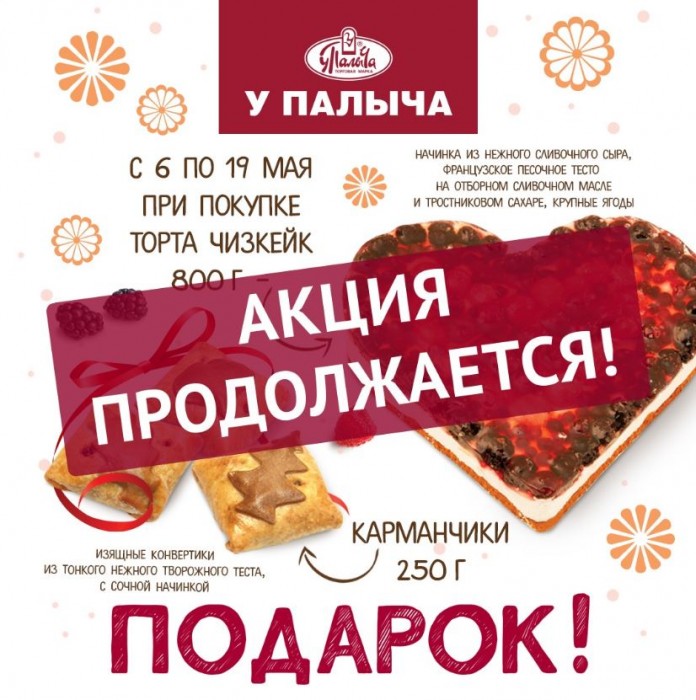 У Палыча
ТОРГОВАЯ МАРКА
У ПАЛЫЧА
С 6 ПО 19 МАЯ
ПРИ ПОКУПКЕ
ТОРТА ЧИЗКЕЙК
800 Г –
НАЧИНКА ИЗ НЕЖНОГО СЛИВОЧНОГО СЫРА,
ФРАНЦУЗСКОЕ ПЕСОЧНОЕ ТЕСТО
НА ОТБОРНОМ СЛИВОЧНОМ МАСЛЕ
И ТРОСТНИКОВОМ САХАРЕ, КРУПНЫЕ ЯГОДЫ
АКЦИЯ
ПРОДОЛЖАЕТСЯ!
КАРМАНЧИКИ
250 Г
ИЗЯЩНЫЕ КОНВЕРТИКИ
ИЗ ТОНКОГО НЕЖНОГО ТВОРОЖНОГО ТЕСТА,
С СОЧНОЙ НАЧИНКОЙ
ПОДАРОК!